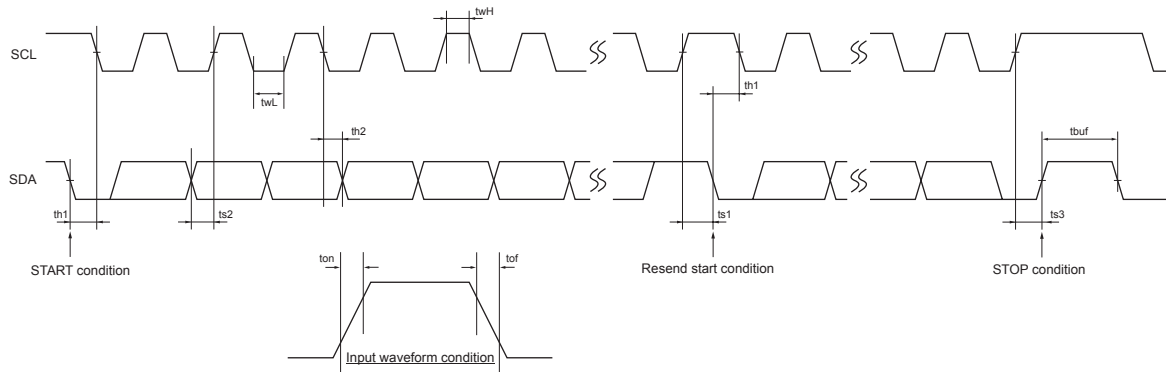 twH
SCL
twL
th1
th2
tbuf
SDA
th1
ts2
ts1
ts3
START condition
ton
tof
Resend start condition
STOP condition
Input waveform condition